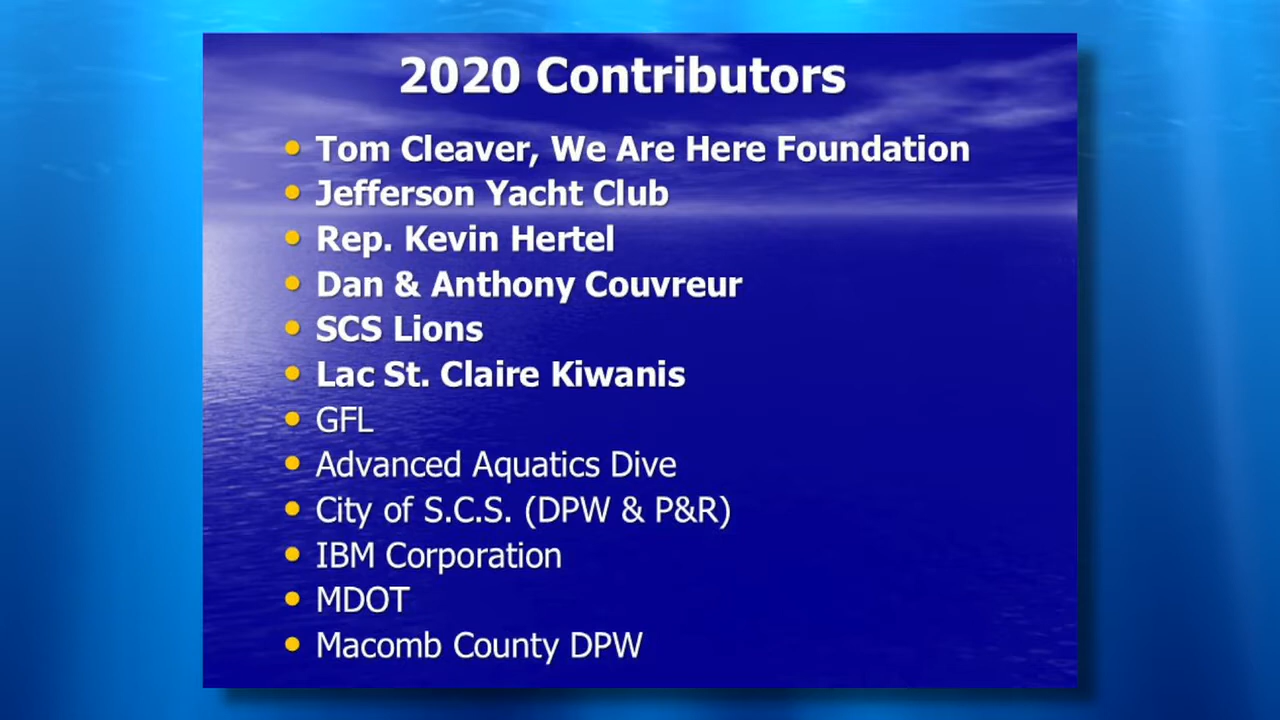 2020 Contributors
Tom Cleaver, We Are Here Foundation
Jefferson Yacht Club
Rep. Kevin Hertel
Dan & Anthony Couvreur
SCS Lions
Lac St. Claire Kiwanis
GFL
Advanced Aquatics Dive
City of S.C.S. (DPW & P&R)
IBM Corporation
MDOT
Macomb County DPW